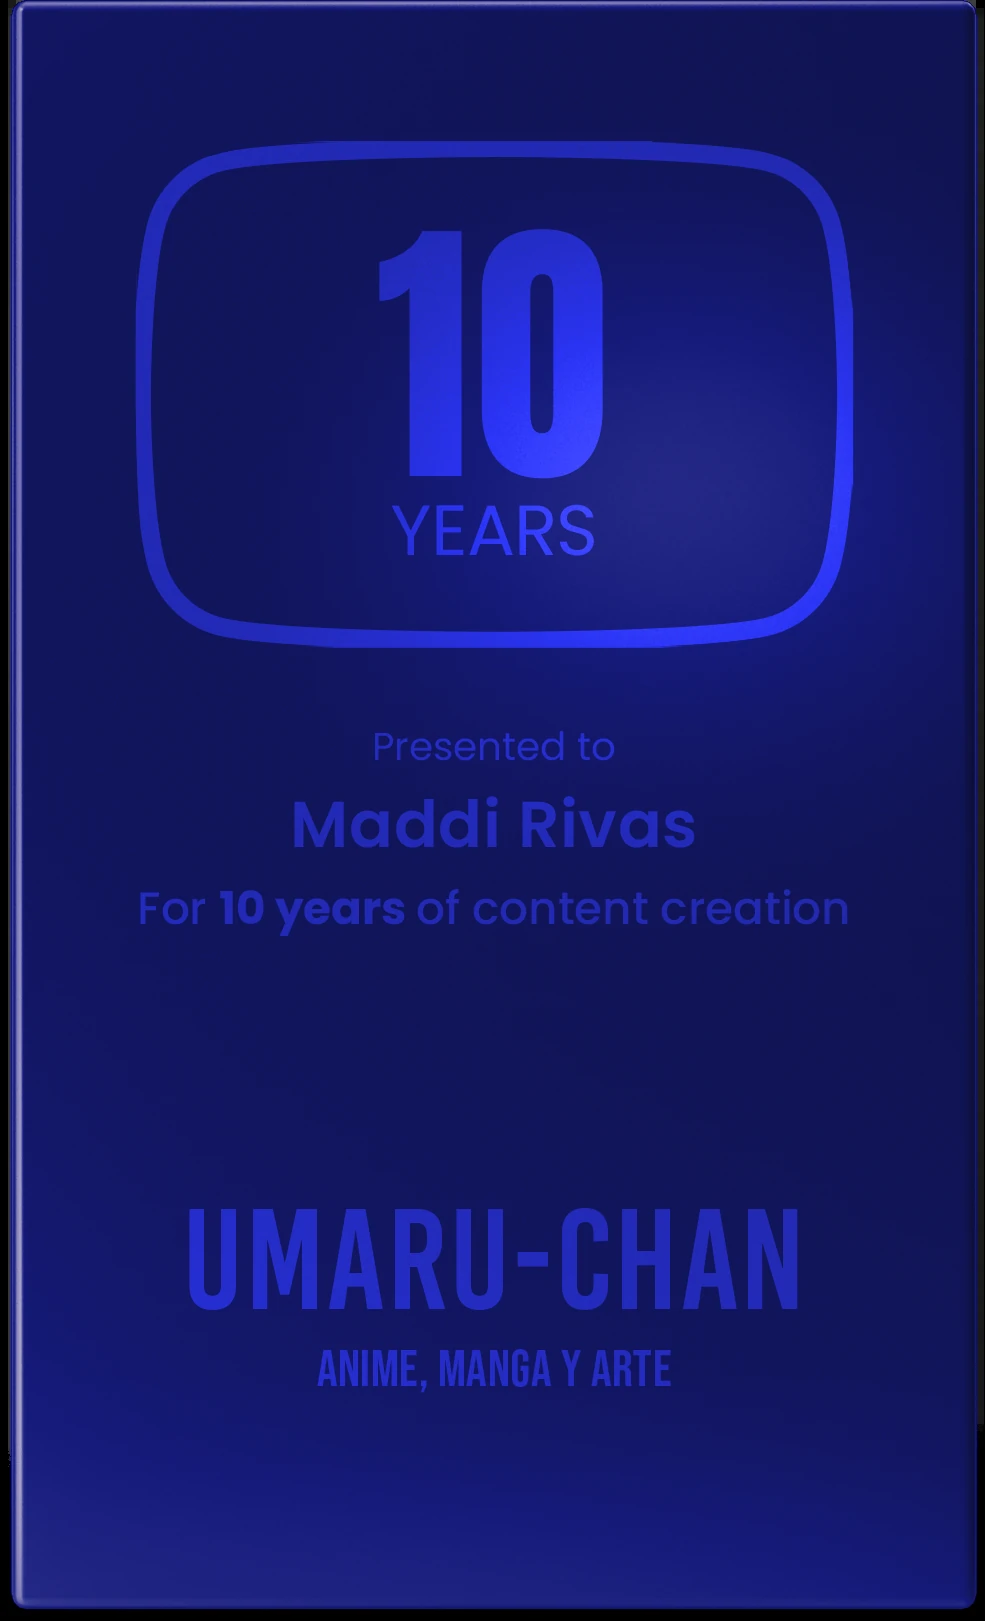 10
YEARS
Presented to
Maddi Rivas
For 10 years of content creation
UMARU-CHAN
ANIME, MANGA Y ARTE